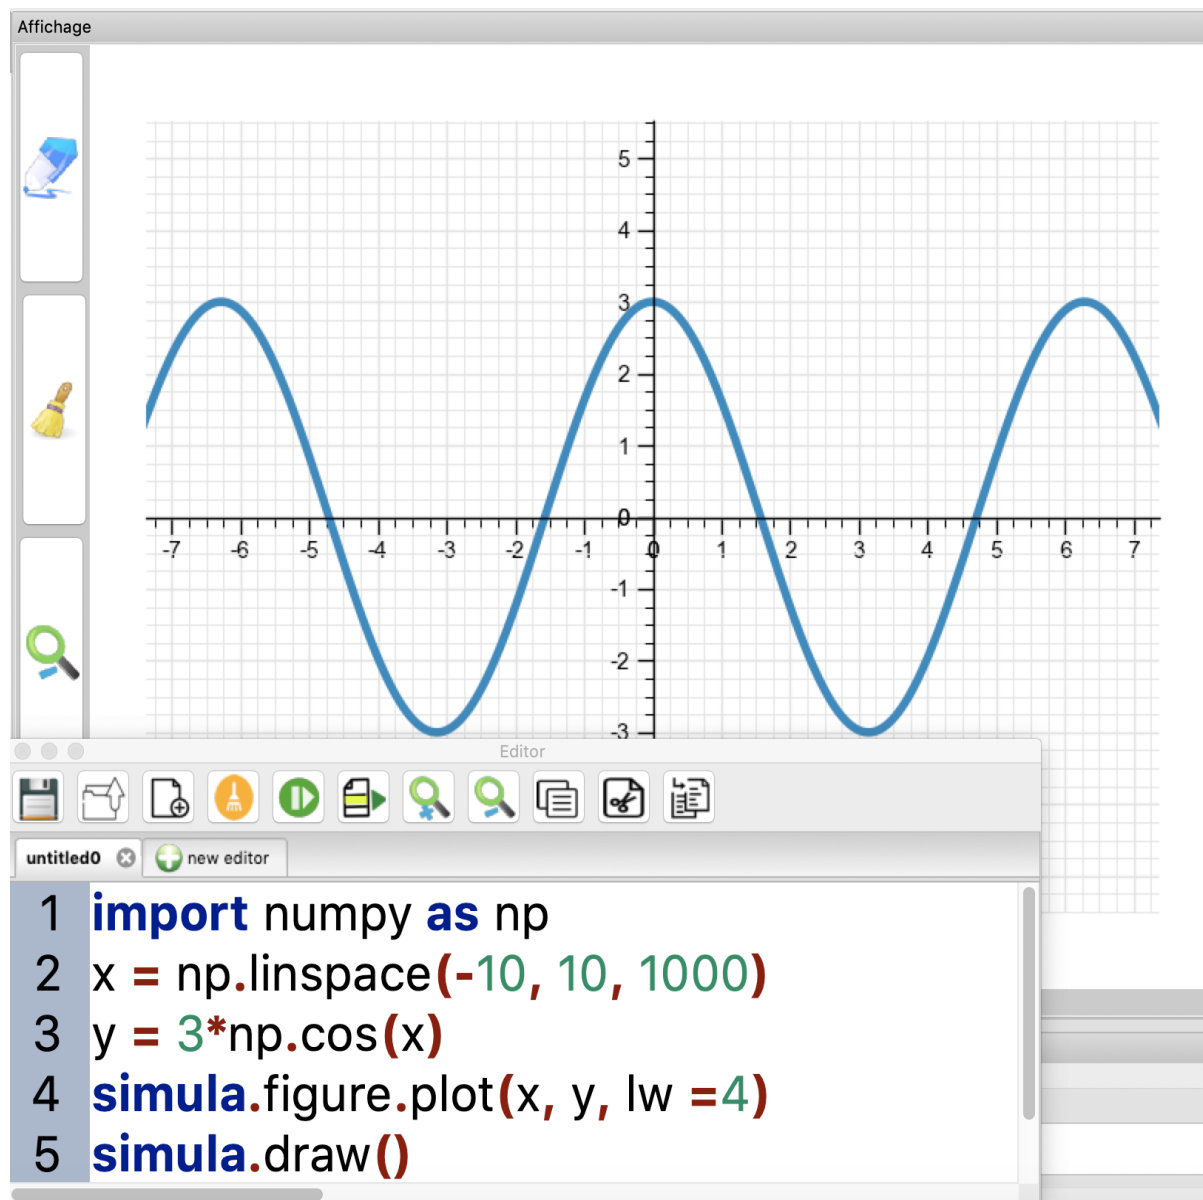 Affichage
5
4
3
2
1
0
-7 -6 -5 -4 -3 -2 -1 0 1 2 3 4 5 6 7
-1
-2
-3
Editor
untitled0 new editor
1 import numpy as np
2 x = np.linspace(-10, 10, 1000)
3 y = 3*np.cos(x)
4 simula.figure.plot(x, y, lw =4)
5 simula.draw()